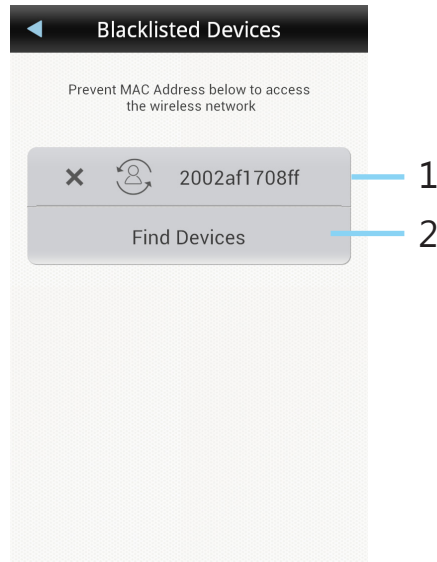 Blacklisted Devices
Prevent MAC Address below to access
the wireless network
2002af1708ff
1
Find Devices
2